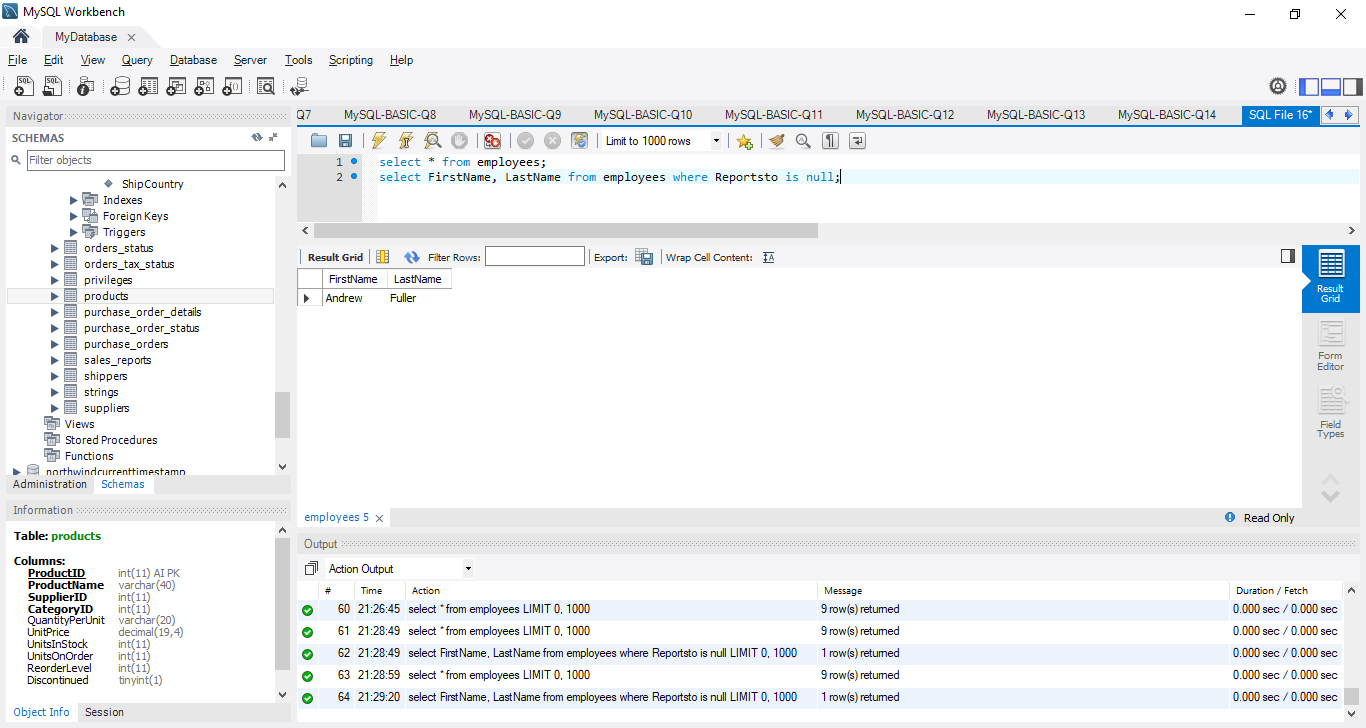 MySQL Workbench
MyDatabase
File Edit View Query Database Server Tools Scripting Help
Navigator
SCHEMAS
Filter objects
ShipCountry
Indexes
Foreign Keys
Triggers
orders_status
orders_tax_status
privileges
products
purchase_order_details
purchase_order_status
purchase_orders
sales_reports
shippers
strings
suppliers
Views
Stored Procedures
Functions
northwindcurrenttimestamp
Administration Schemas
Information
Table: products
Columns:
ProductID int(11) AI PK
ProductName varchar(40)
SupplierID int(11)
CategoryID int(11)
QuantityPerUnit varchar(20)
UnitPrice decimal(19,4)
UnitsInStock int(11)
UnitsOnOrder int(11)
ReorderLevel int(11)
Discontinued tinyint(1)
Object Info Session
Q7 MySQL-BASIC-Q8 MySQL-BASIC-Q9 MySQL-BASIC-Q10 MySQL-BASIC-Q11 MySQL-BASIC-Q12 MySQL-BASIC-Q13 MySQL-BASIC-Q14 SQL File 16*
Limit to 1000 rows
1 select * from employees;
2 select FirstName, LastName from employees where Reportsto is null;
Result Grid Filter Rows: Export: Wrap Cell Content:
FirstName LastName
Andrew Fuller
Result Grid
Form Editor
Field Types
employees 5
Read Only
Output
Action Output
# Time Action Message Duration / Fetch
60 21:26:45 select * from employees LIMIT 0, 1000 9 row(s) returned 0.000 sec / 0.000 sec
61 21:28:49 select * from employees LIMIT 0, 1000 9 row(s) returned 0.000 sec / 0.000 sec
62 21:28:49 select FirstName, LastName from employees where Reportsto is null LIMIT 0, 1000 1 row(s) returned 0.000 sec / 0.000 sec
63 21:28:59 select * from employees LIMIT 0, 1000 9 row(s) returned 0.000 sec / 0.000 sec
64 21:29:20 select FirstName, LastName from employees where Reportsto is null LIMIT 0, 1000 1 row(s) returned 0.000 sec / 0.000 sec